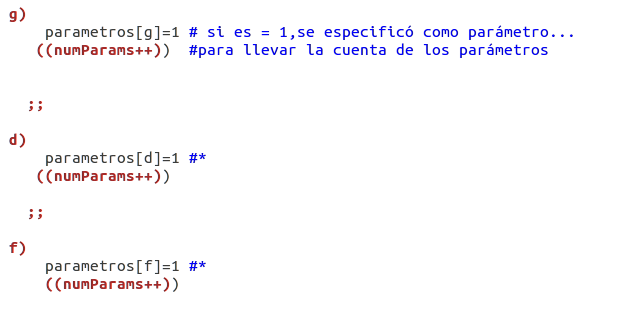 g)
parametros[g]=1 # si es = 1,se especificó como parámetro...
((numParams++)) #para llevar la cuenta de los parámetros
;;
d)
parametros[d]=1 #*
((numParams++))
;;
f)
parametros[f]=1 #*
((numParams++))